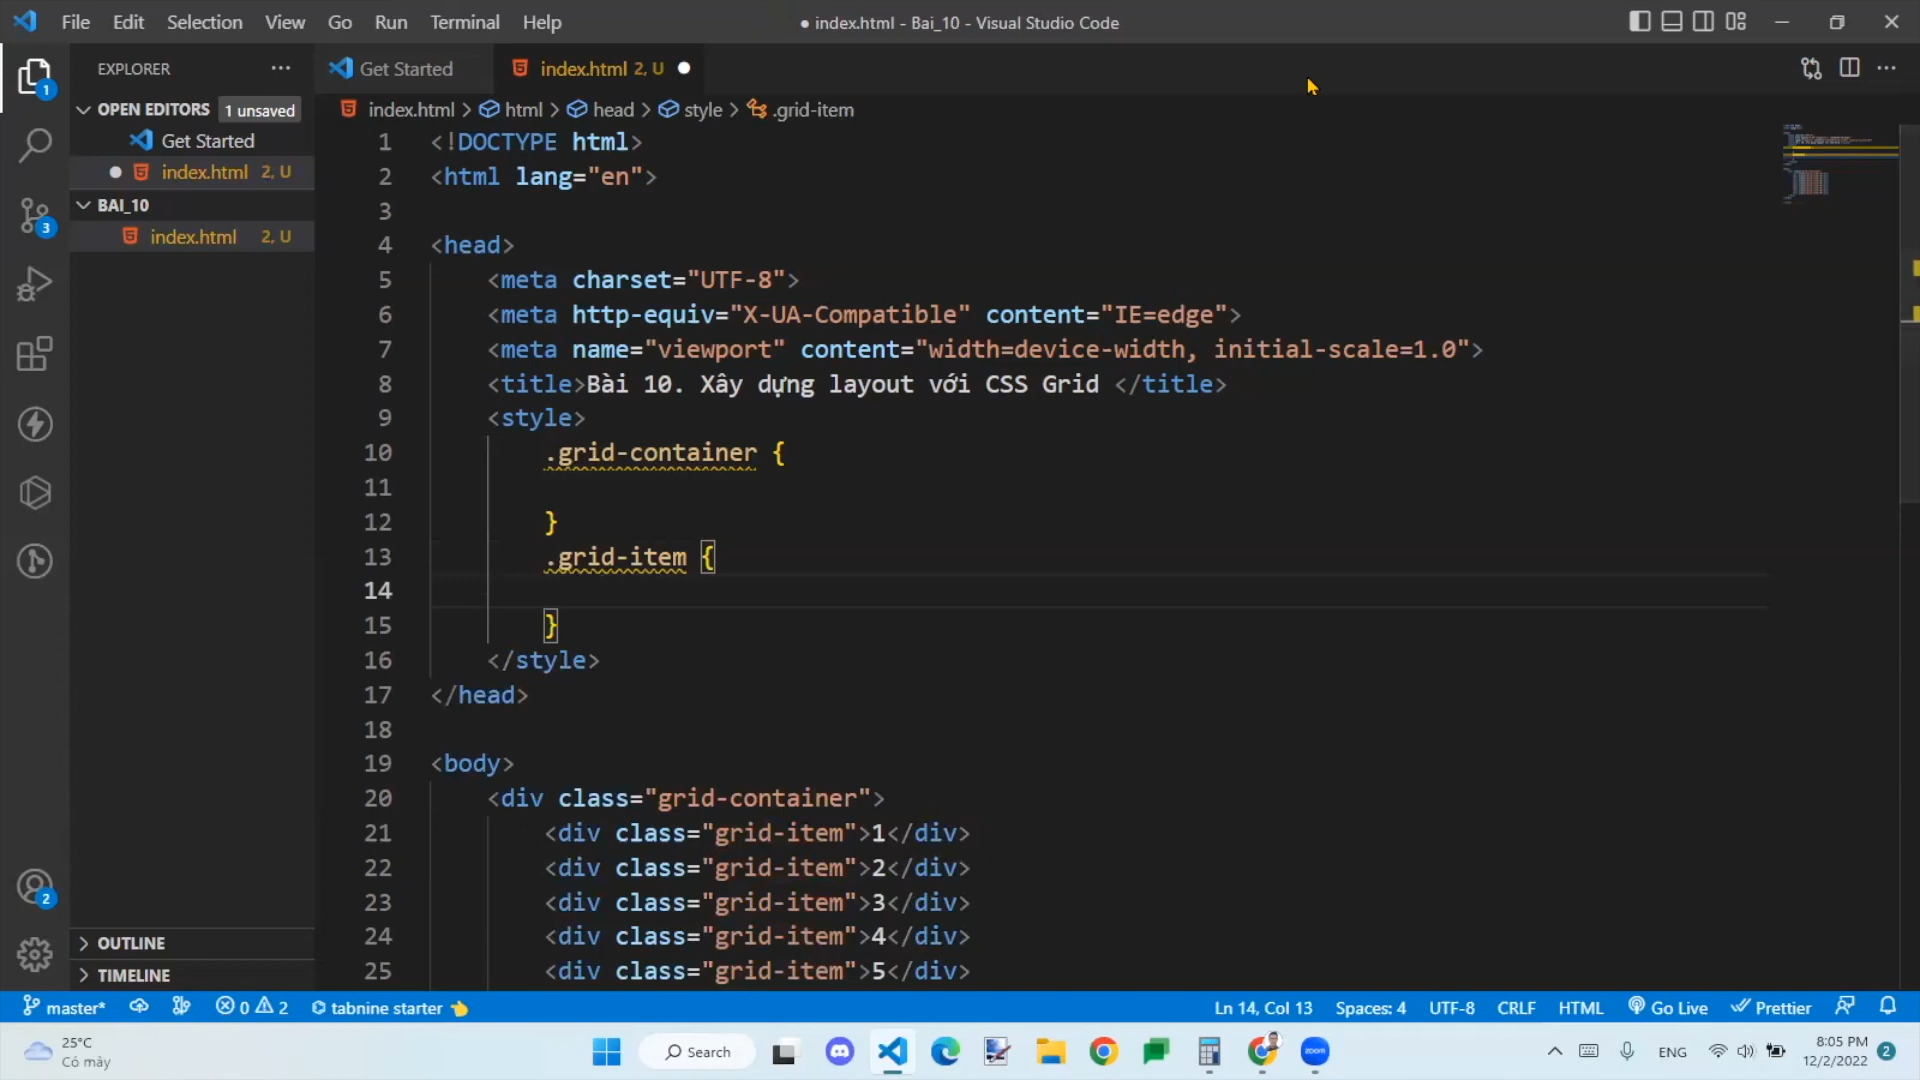 File Edit Selection View Go Run Terminal Help
● index.html - Bai_10 - Visual Studio Code
EXPLORER
Get Started
index.html 2, U
OPEN EDITORS 1 unsaved
Get Started
index.html 2, U
BAI_10
index.html 2, U
index.html > html > head > style > .grid-item
1 <!DOCTYPE html>
2 <html lang="en">
3
4 <head>
5 <meta charset="UTF-8">
6 <meta http-equiv="X-UA-Compatible" content="IE=edge">
7 <meta name="viewport" content="width=device-width, initial-scale=1.0">
8 <title>Bài 10. Xây dựng layout với CSS Grid </title>
9 <style>
10 .grid-container {
11
12 }
13 .grid-item {
14
15 }
16 </style>
17 </head>
18
19 <body>
20 <div class="grid-container">
21 <div class="grid-item">1</div>
22 <div class="grid-item">2</div>
23 <div class="grid-item">3</div>
24 <div class="grid-item">4</div>
25 <div class="grid-item">5</div>
1
3
2
OUTLINE
TIMELINE
master* 0 2 tabnine starter
Ln 14, Col 13 Spaces: 4 UTF-8 CRLF HTML Go Live Prettier
25°C
Có mây
Search
zoom
ENG
8:05 PM
12/2/2022
2